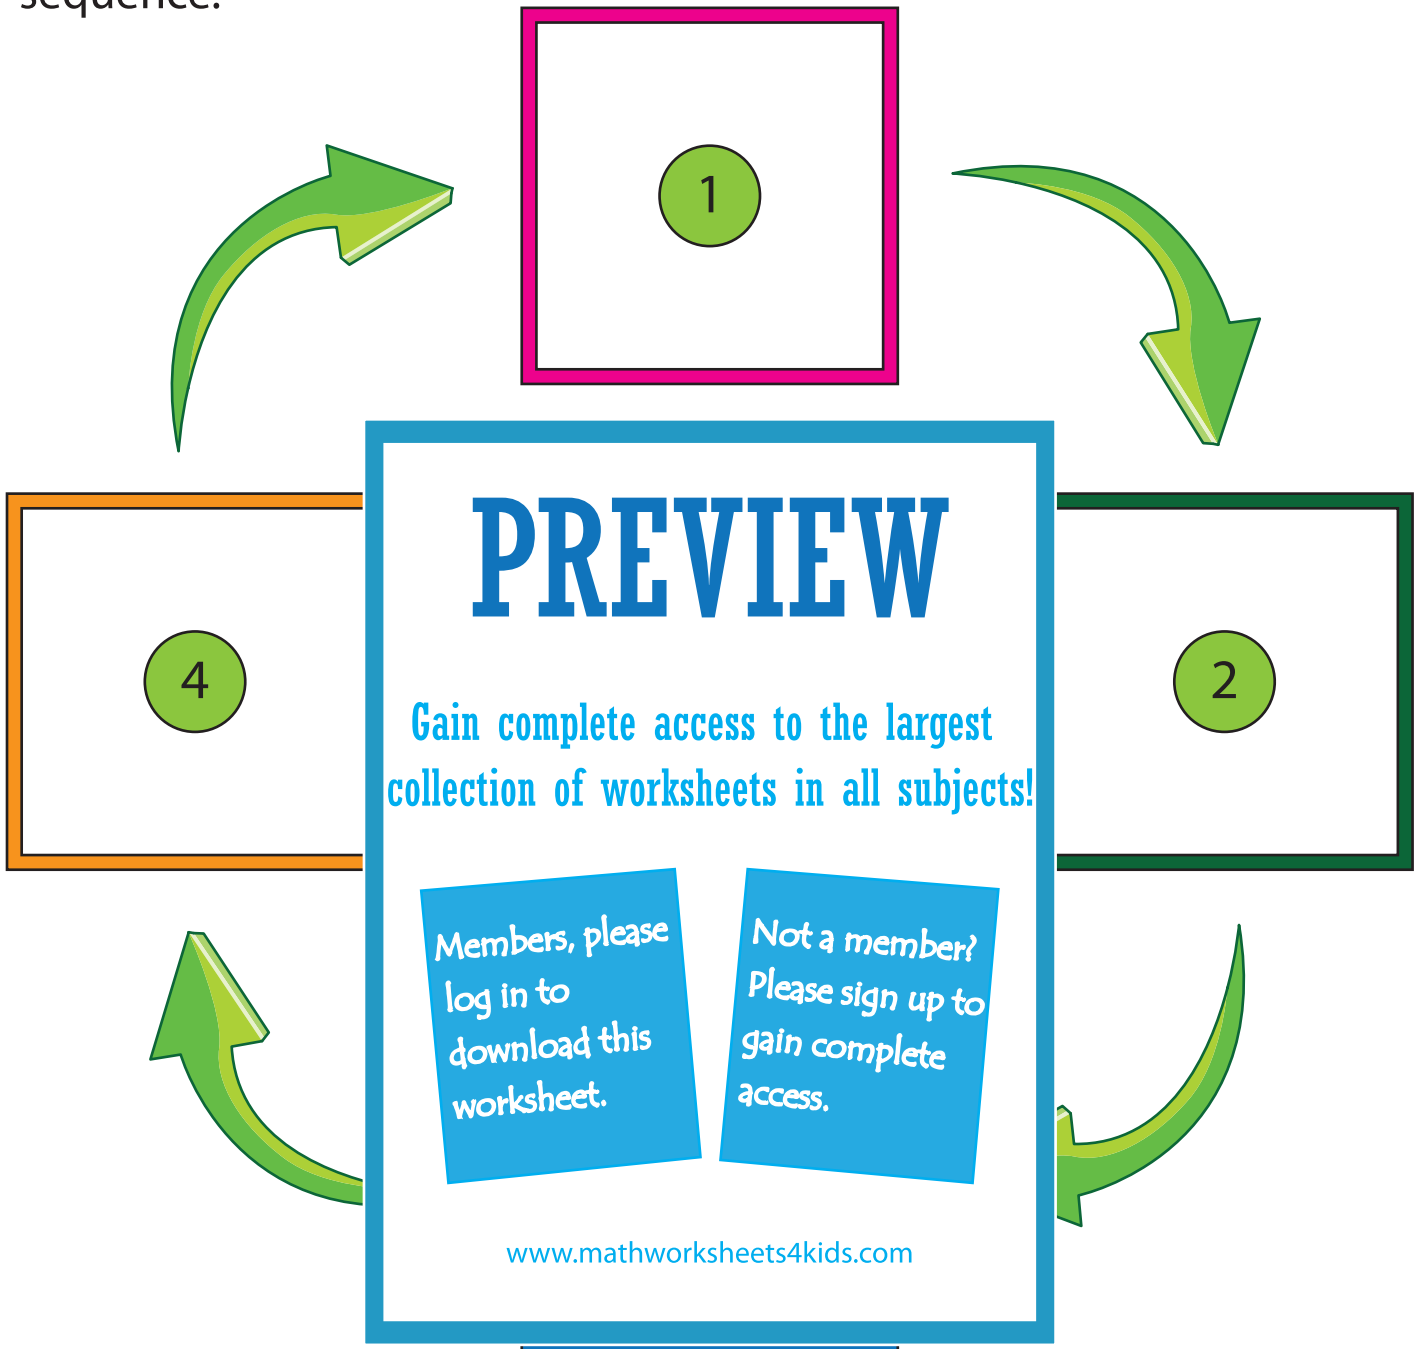 sequence.
1
4
2
PREVIEW
Gain complete access to the largest
collection of worksheets in all subjects!
Members, please
log in to
download this
worksheet.
Not a member?
Please sign up to
gain complete
access.
www.mathworksheets4kids.com